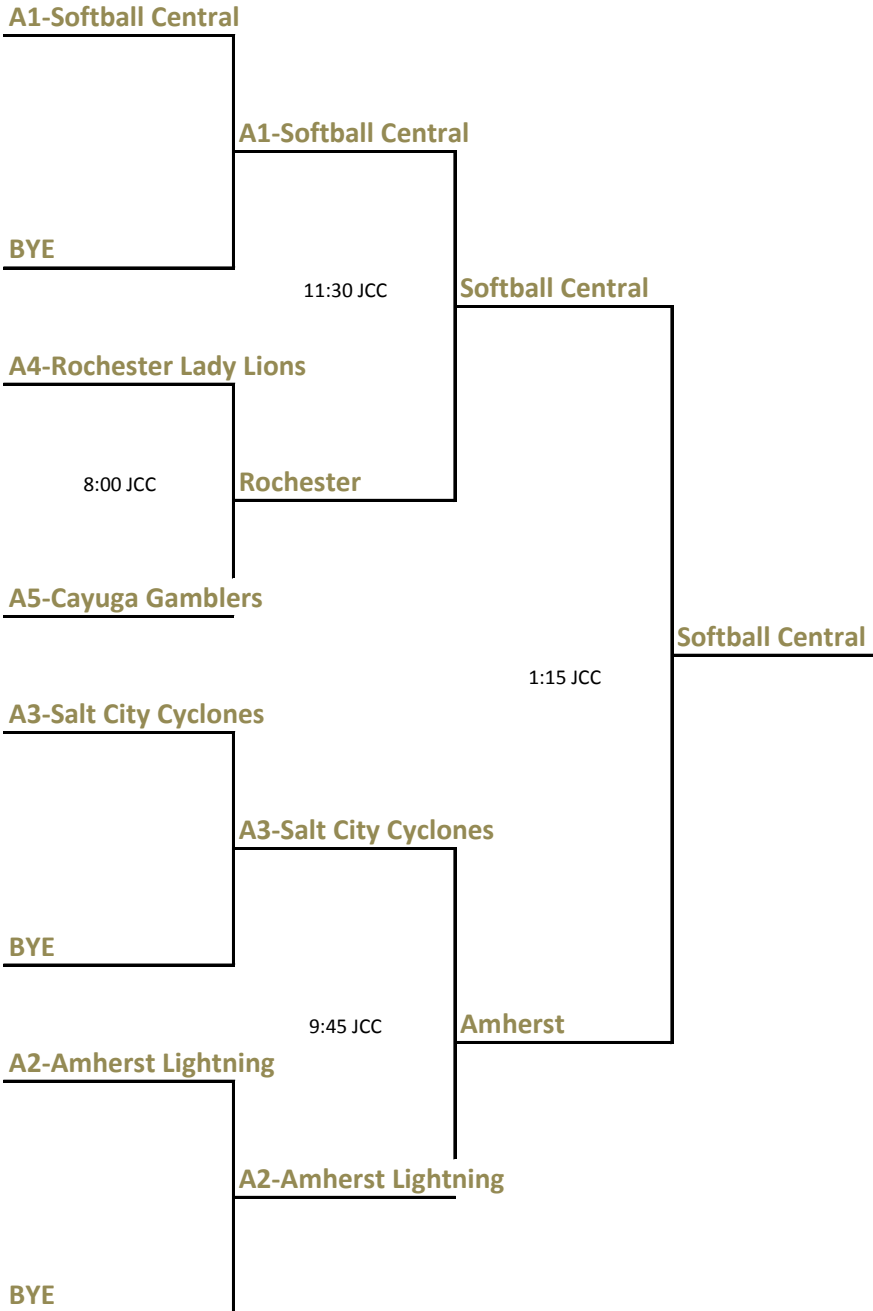 A1-Softball Central
A1-Softball Central
BYE
11:30 JCC
Softball Central
A4-Rochester Lady Lions
8:00 JCC
Rochester
A5-Cayuga Gamblers
Softball Central
1:15 JCC
A3-Salt City Cyclones
A3-Salt City Cyclones
BYE
9:45 JCC
Amherst
A2-Amherst Lightning
A2-Amherst Lightning
BYE